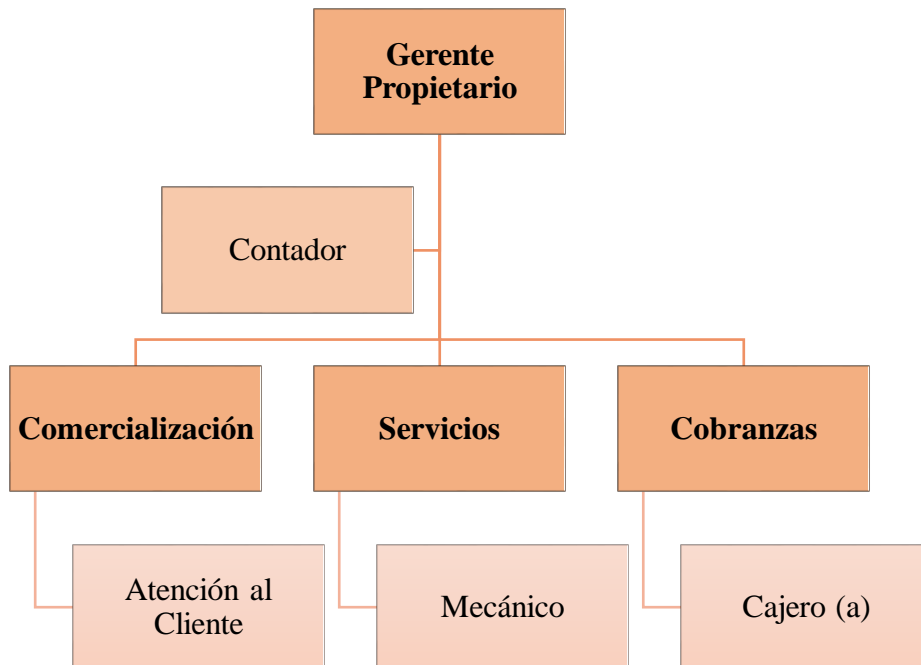 Gerente
Propietario
Contador
Comercialización
Servicios
Cobranzas
Atención al
Cliente
Mecánico
Cajero (a)